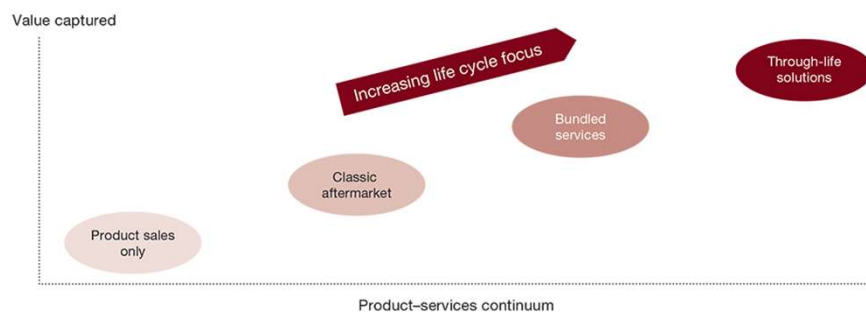 Value captured
Increasing life cycle focus
Through-life
solutions
Bundled
services
Classic
aftermarket
Product sales
only
Product–services continuum